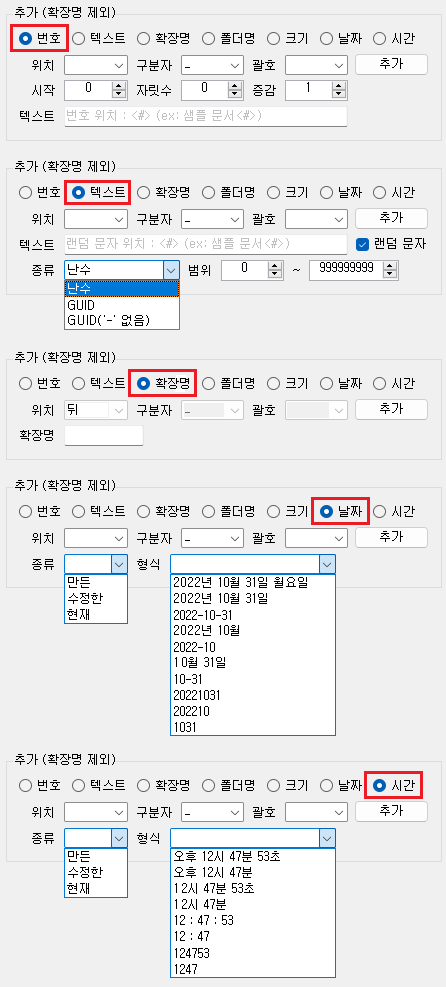 추가 (확장명 제외)
번호 텍스트 확장명 폴더명 크기 날짜 시간
위치 구분자 _ 괄호 추가
시작 0 자릿수 0 증감 1
텍스트 번호 위치 : <#> (ex; 샘플 문서<#>)
추가 (확장명 제외)
번호 텍스트 확장명 폴더명 크기 날짜 시간
위치 구분자 _ 괄호 추가
텍스트 랜덤 문자 위치 : <#> (ex; 샘플 문서<#>) 랜덤 문자
종류 난수 범위 0 ~ 999999999
난수
GUID
GUID('-' 없음)
추가 (확장명 제외)
번호 텍스트 확장명 폴더명 크기 날짜 시간
위치 뒤 구분자 _ 괄호 추가
확장명
추가 (확장명 제외)
번호 텍스트 확장명 폴더명 크기 날짜 시간
위치 구분자 _ 괄호 추가
종류 형식
만든
수정한
현재
2022년 10월 31일 월요일
2022년 10월 31일
2022-10-31
2022년 10월
2022-10
10월 31일
10-31
20221031
202210
1031
추가 (확장명 제외)
번호 텍스트 확장명 폴더명 크기 날짜 시간
위치 구분자 _ 괄호 추가
종류 형식
만든
수정한
현재
오후 12시 47분 53초
오후 12시 47분
12시 47분 53초
12시 47분
12 : 47 : 53
12 : 47
124753
1247